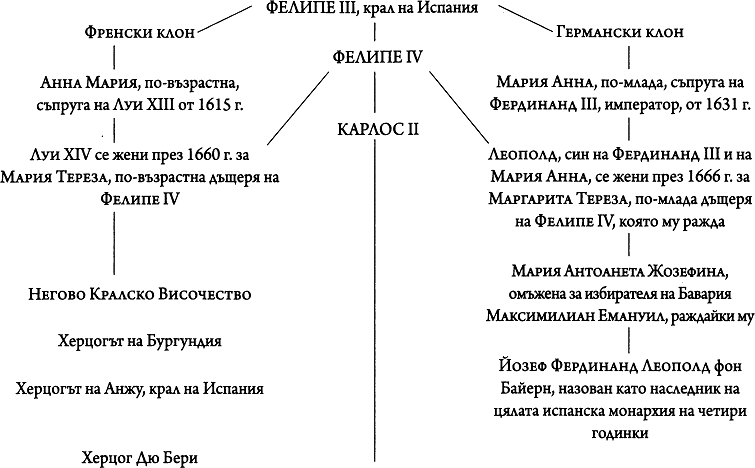 ФЕЛИПЕ III, крал на Испания
Френски клон
Германски клон
ФЕЛИПЕ IV
Анна Мария, по-възрастна,
съпруга на Луи XIII от 1615 г.
Мария Анна, по-млада, съпруга на
Фердинанд III, император, от 1631 г.
КАРЛОС II
Луи XIV се жени през 1660 г. за
Мария Тереза, по-възрастна дъщеря на
Фелипе IV
Леополд, син на Фердинанд III и на
Мария Анна, се жени през 1666 г. за
Маргарита Тереза, по-млада дъщеря
на Фелипе IV, която му ражда
Негово Кралско Височество
Мария Антоанета Жозефина,
омъжена за избирателя на Бавария
Максимилиан Емануил, раждайки му
Херцогът на Бургундия
Херцогът на Анжу, крал на Испания
Йозеф Фердинанд Леополд фон
Байерн, назован като наследник на
цялата испанска монархия на четири
годинки
Херцог Дю Бери